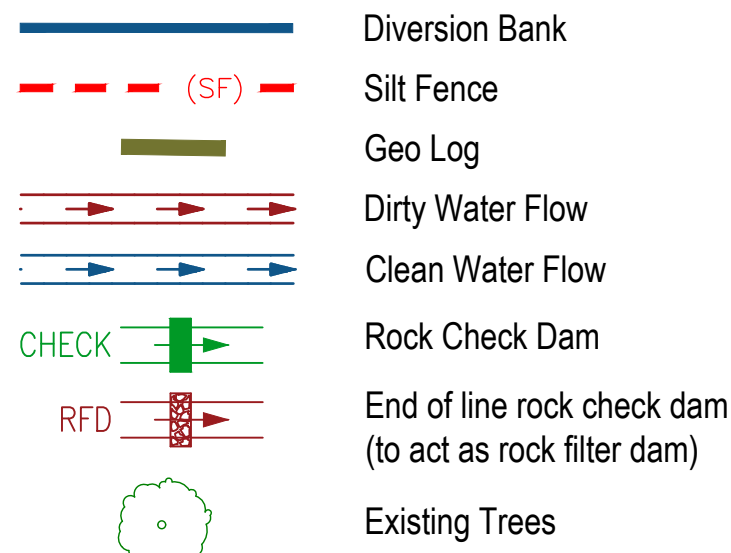 Diversion Bank
(SF) Silt Fence
Geo Log
Dirty Water Flow
Clean Water Flow
CHECK Rock Check Dam
RFD End of line rock check dam
(to act as rock filter dam)
Existing Trees